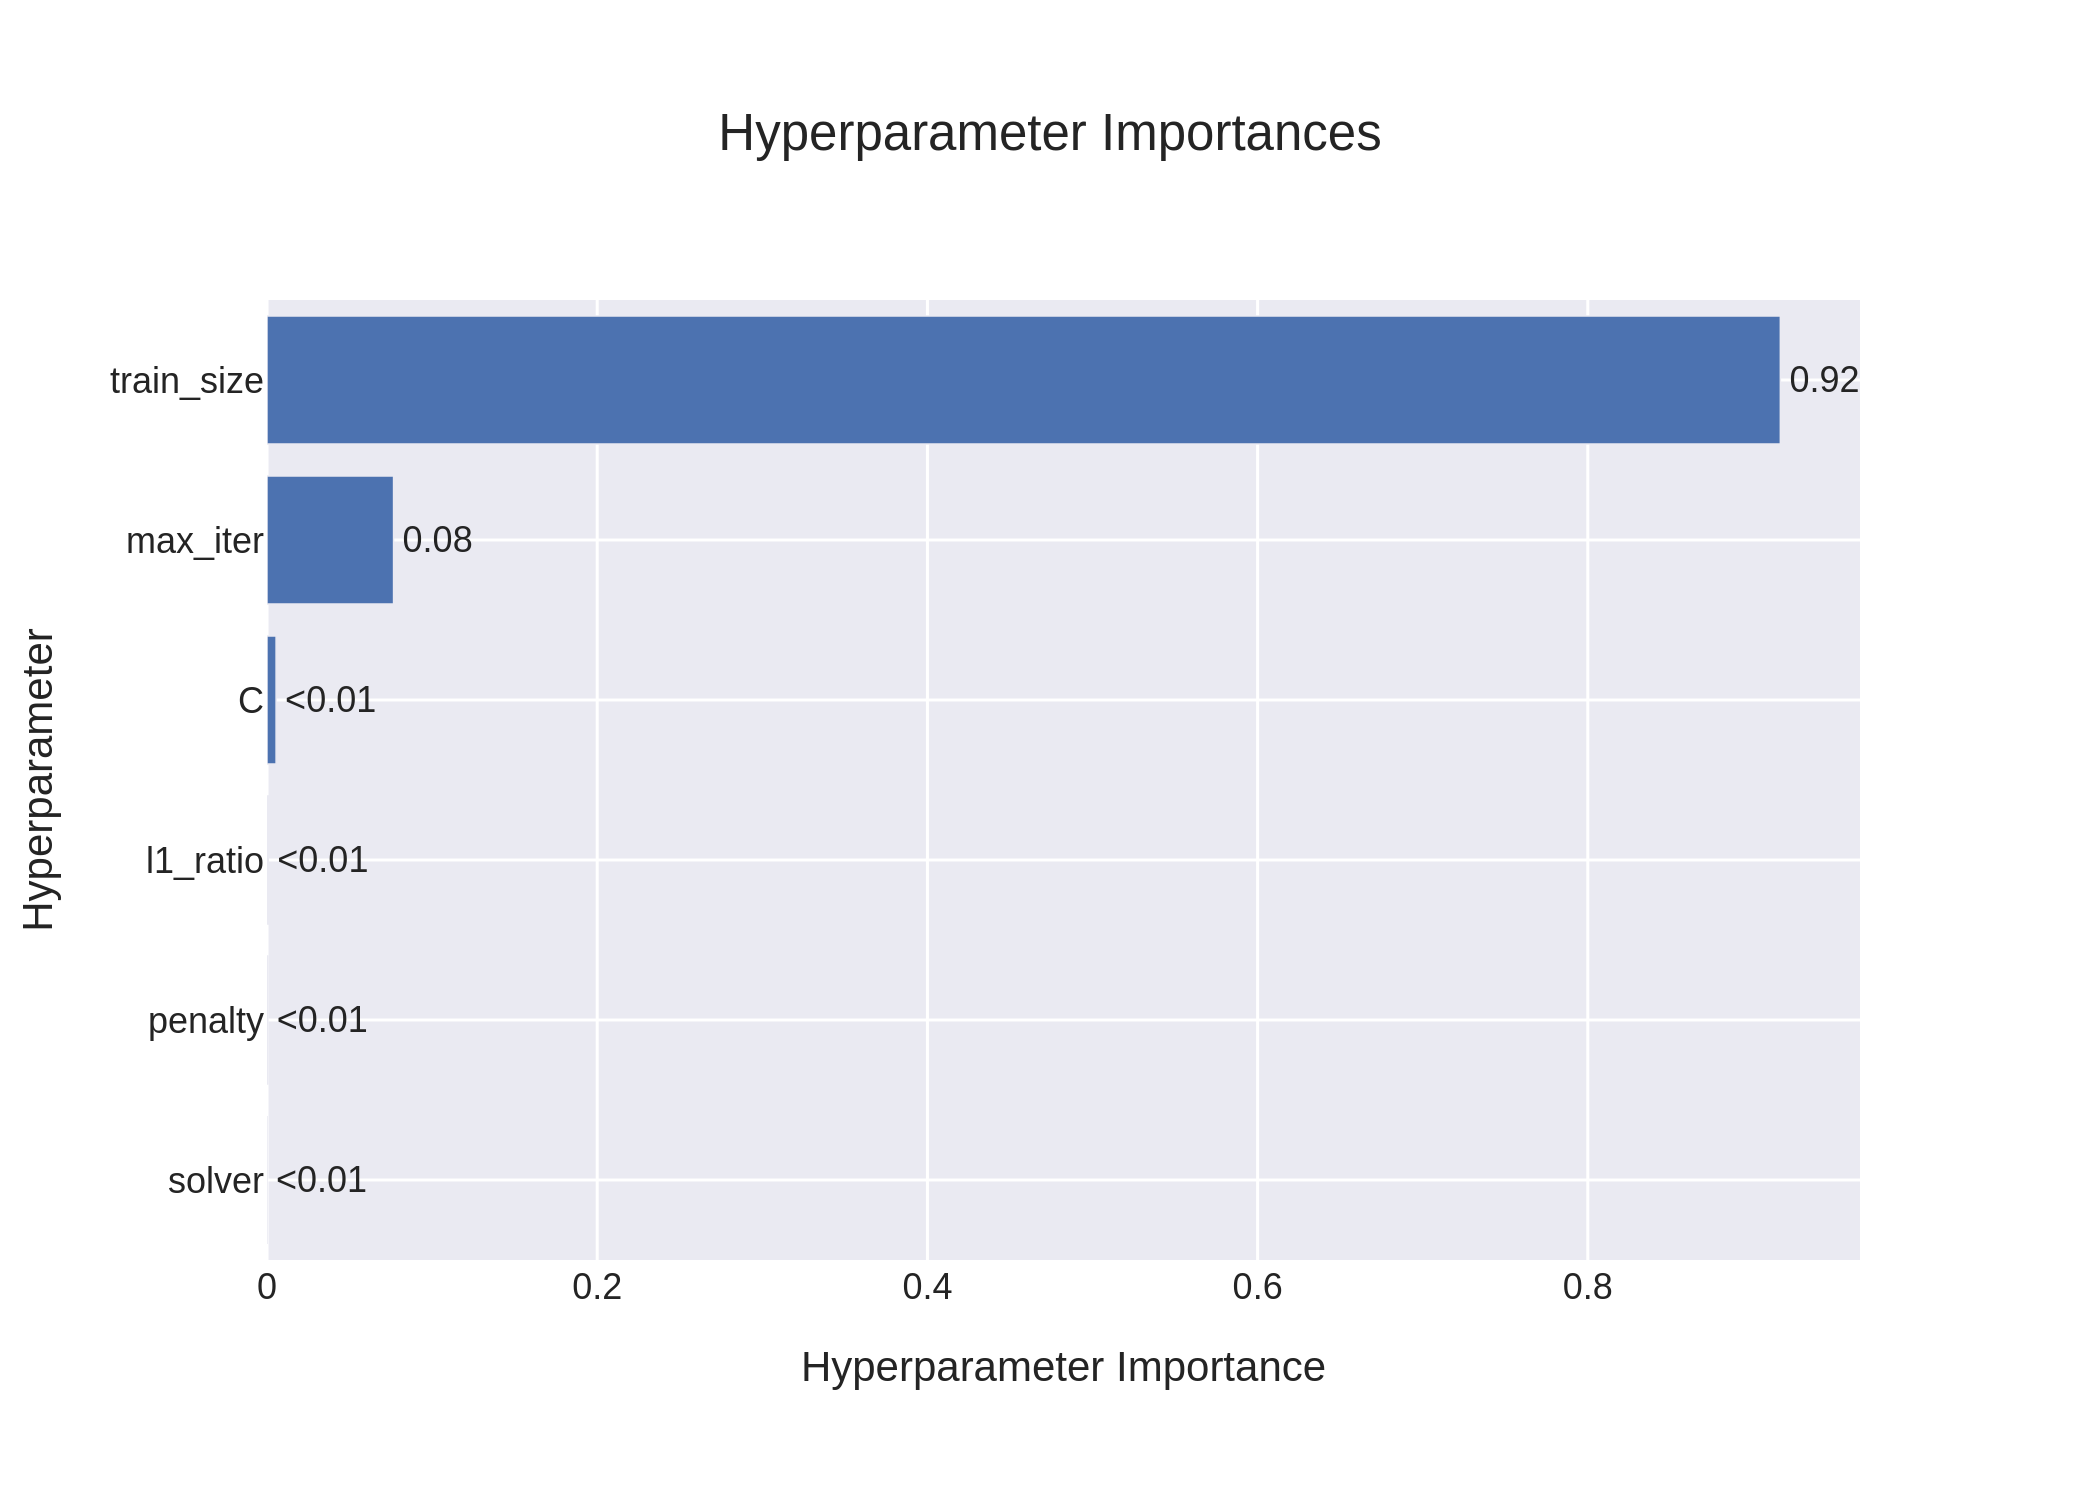 Hyperparameter Importances
train_size 0.92
max_iter 0.08
C <0.01
l1_ratio <0.01
penalty <0.01
solver <0.01
Hyperparameter
0 0.2 0.4 0.6 0.8
Hyperparameter Importance